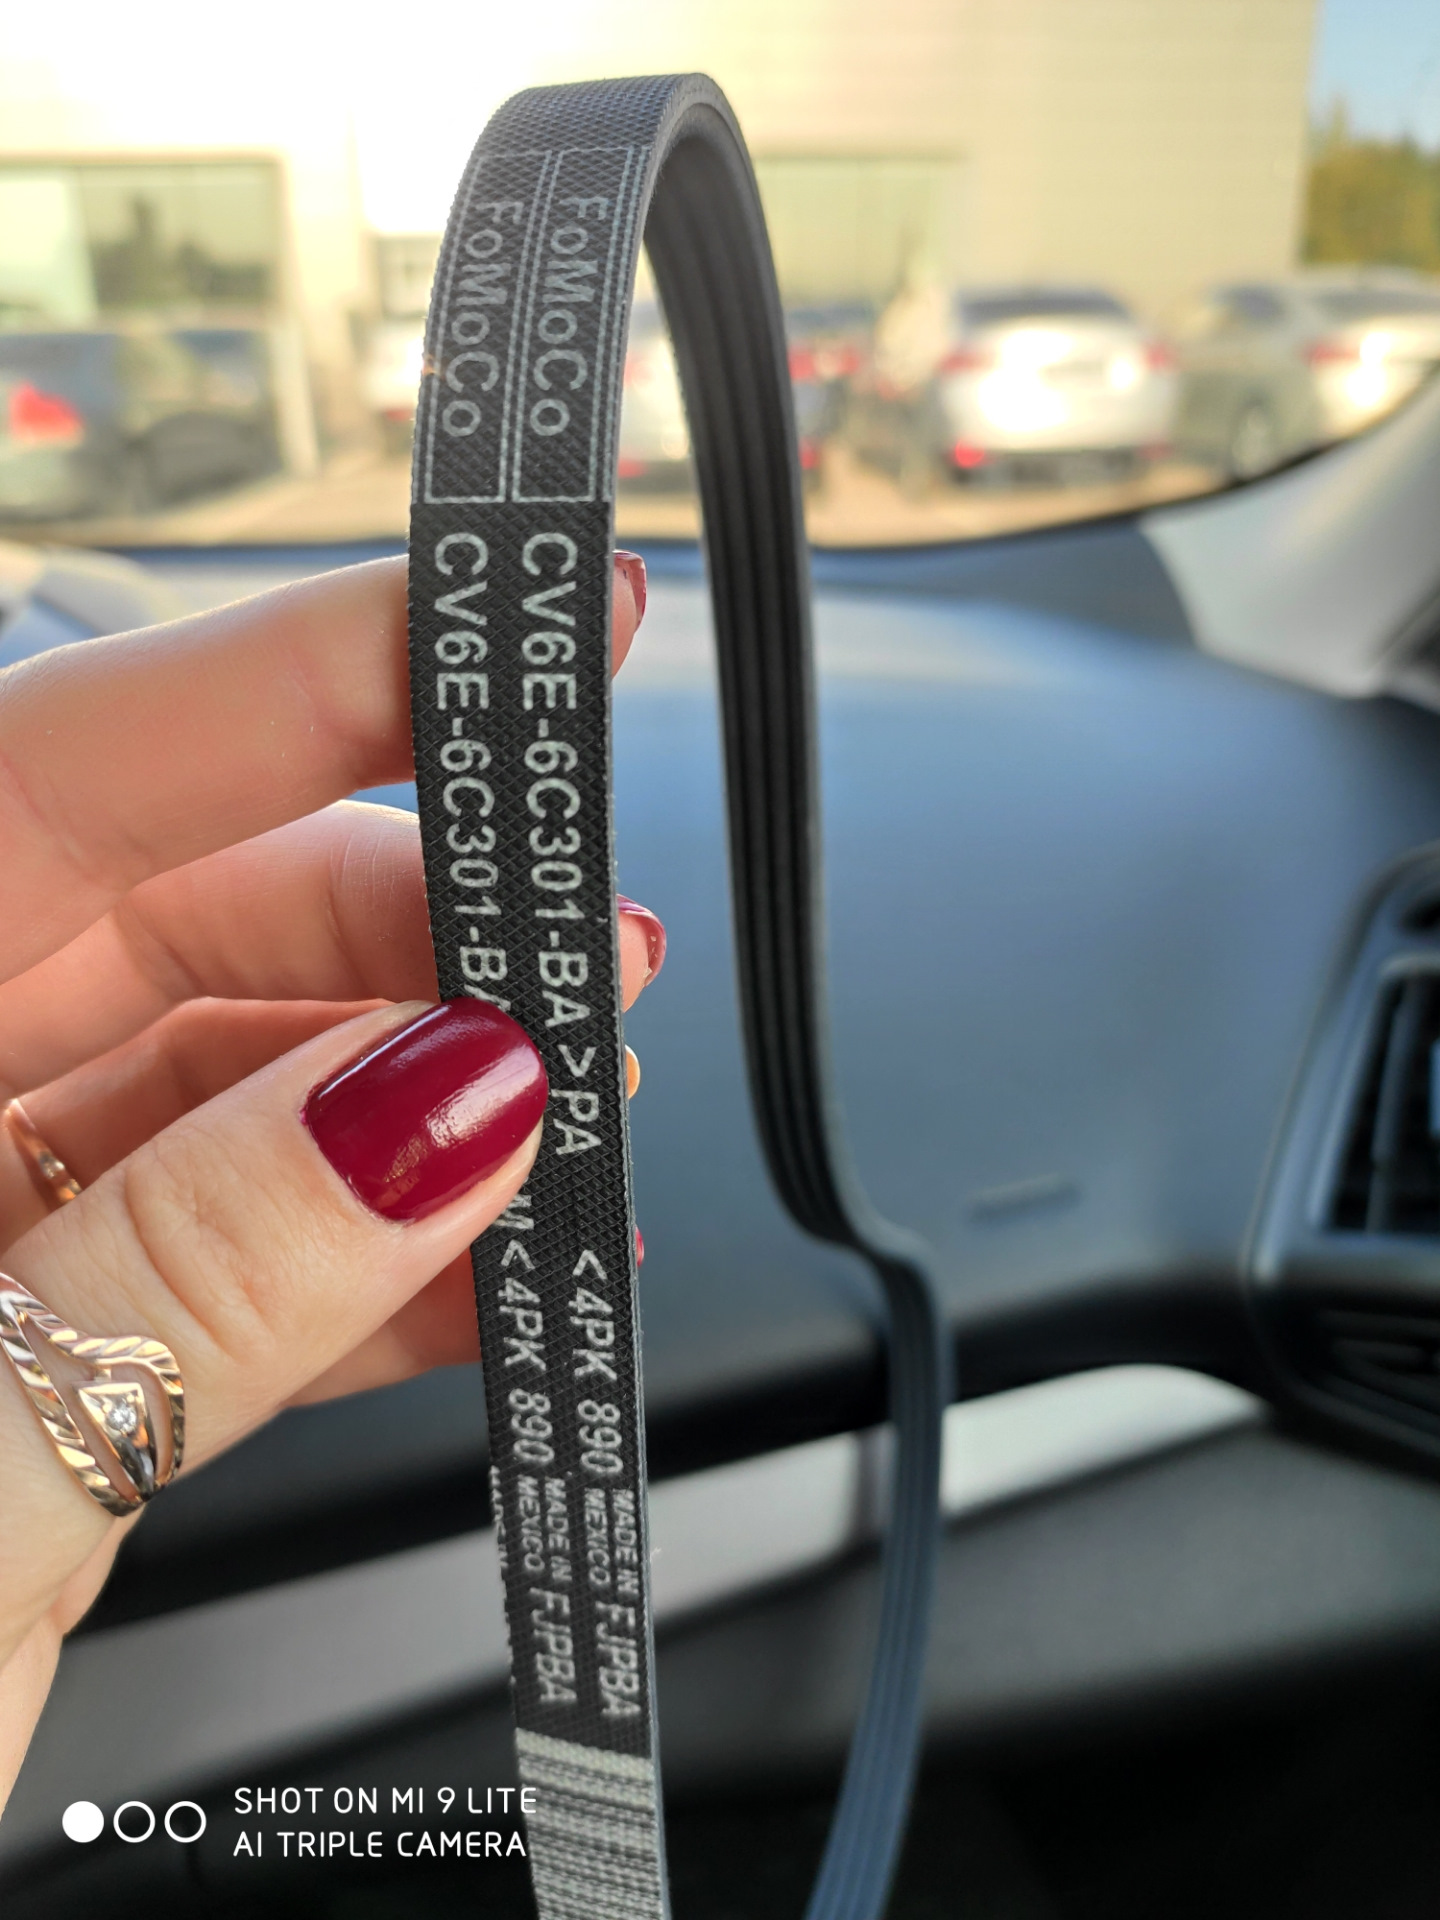 FoMoCo
CV6E-6C301-BA >PA <4PK 890 MADE IN MEXICO FJPBA
FoMoCo
CV6E-6C301-BA M<4PK 890 MADE IN MEXICO FJPBA
SHOT ON MI 9 LITE
AI TRIPLE CAMERA